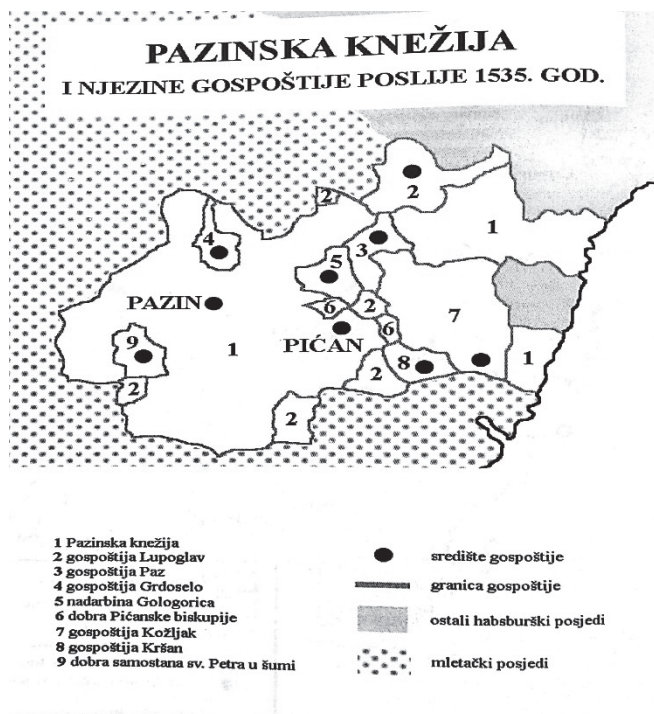 PAZINSKA KNEŽIJA
I NJEZINE GOSPOŠTIJE POSLIJE 1535. GOD.
2
2
1
4
3
5
PAZIN
6
2
7
PIĆAN
6
9
1
8
1
2
2
2
1 Pazinska knežija
2 gospoštija Lupoglav
3 gospoštija Paz
4 gospoštija Grdoselo
5 nadarbina Gologorica
6 dobra Pićanske biskupije
7 gospoštija Kožljak
8 gospoštija Kršan
9 dobra samostana sv. Petra u šumi
središte gospoštije
granica gospoštije
ostali habsburški posjedi
mletački posjedi